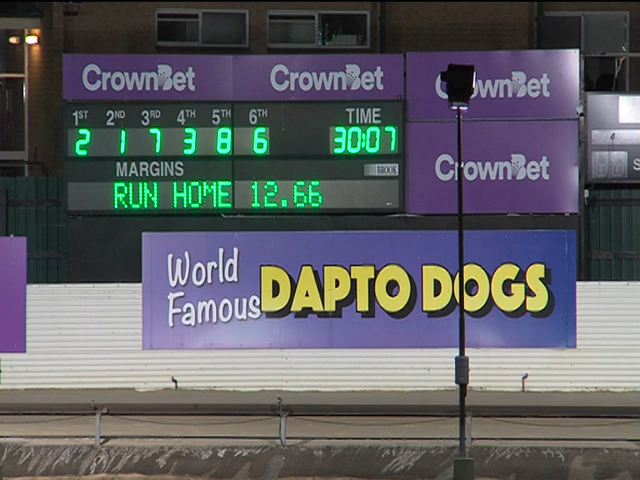 CrownBet CrownBet CrownBet
1ST 2ND 3RD 4TH 5TH 6TH TIME
2 1 7 3 8 6 30:07
MARGINS BROOK
CrownBet
RUN HOME 12.66
World
Famous
DAPTO DOGS